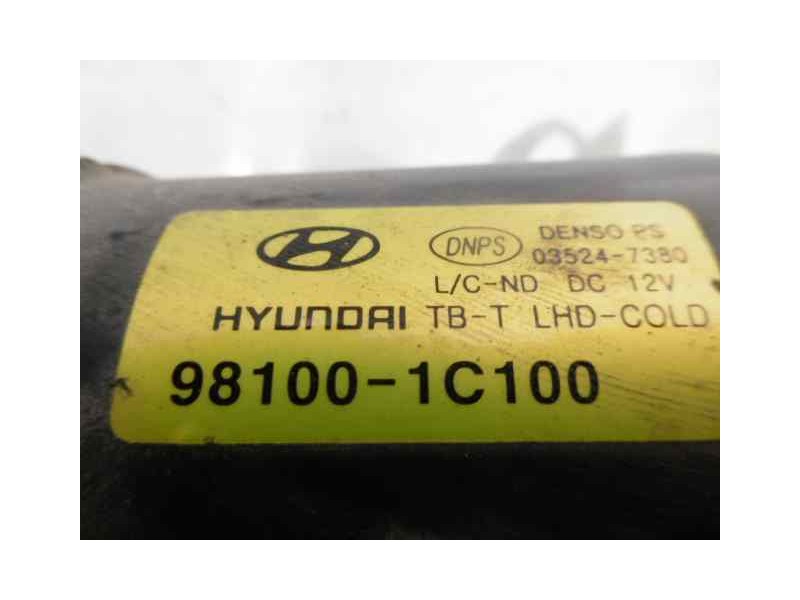 DNPS DENSO PS
03524-7380
L/C-ND DC 12V
HYUNDAI TB-T LHD-COLD
98100-1C100